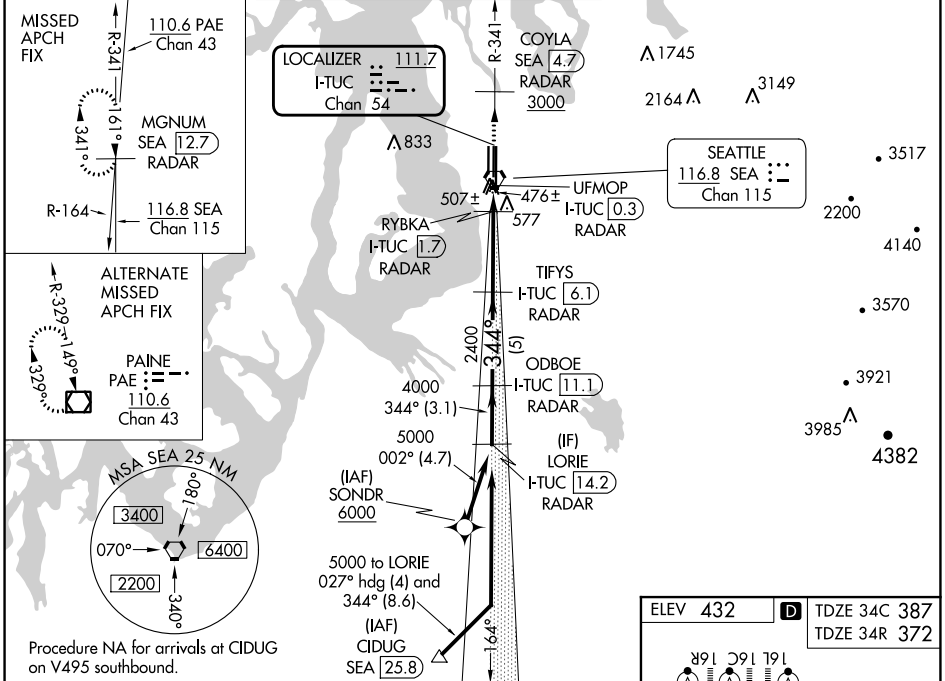 MISSED
APCH
FIX
R-341
110.6 PAE
Chan 43
341°
161°
MGNUM
SEA 12.7
RADAR
R-164
116.8 SEA
Chan 115
ALTERNATE
MISSED
APCH FIX
R-329
149°
329°
PAINE
PAE
110.6
Chan 43
MSA SEA 25 NM
180°
3400
070°
6400
2200
340°
Procedure NA for arrivals at CIDUG
on V495 southbound.
LOCALIZER 111.7
I-TUC
Chan 54
R-341
COYLA
SEA 4.7
RADAR
3000
1745
2164
3149
833
SEATTLE
116.8 SEA
Chan 115
3517
2200
4140
507±
476±
577
UFMOP
I-TUC 0.3
RADAR
RYBKA
I-TUC 1.7
RADAR
TIFYS
I-TUC 6.1
RADAR
3570
2400
344°
(5)
ODBOE
I-TUC 11.1
RADAR
3921
3985
4382
4000
344° (3.1)
5000
002° (4.7)
(IF)
LORIE
I-TUC 14.2
RADAR
(IAF)
SONDR
6000
5000 to LORIE
027° hdg (4) and
344° (8.6)
(IAF)
CIDUG
SEA 25.8
164°
ELEV 432
D
TDZE 34C 387
TDZE 34R 372
16R
16C
16L